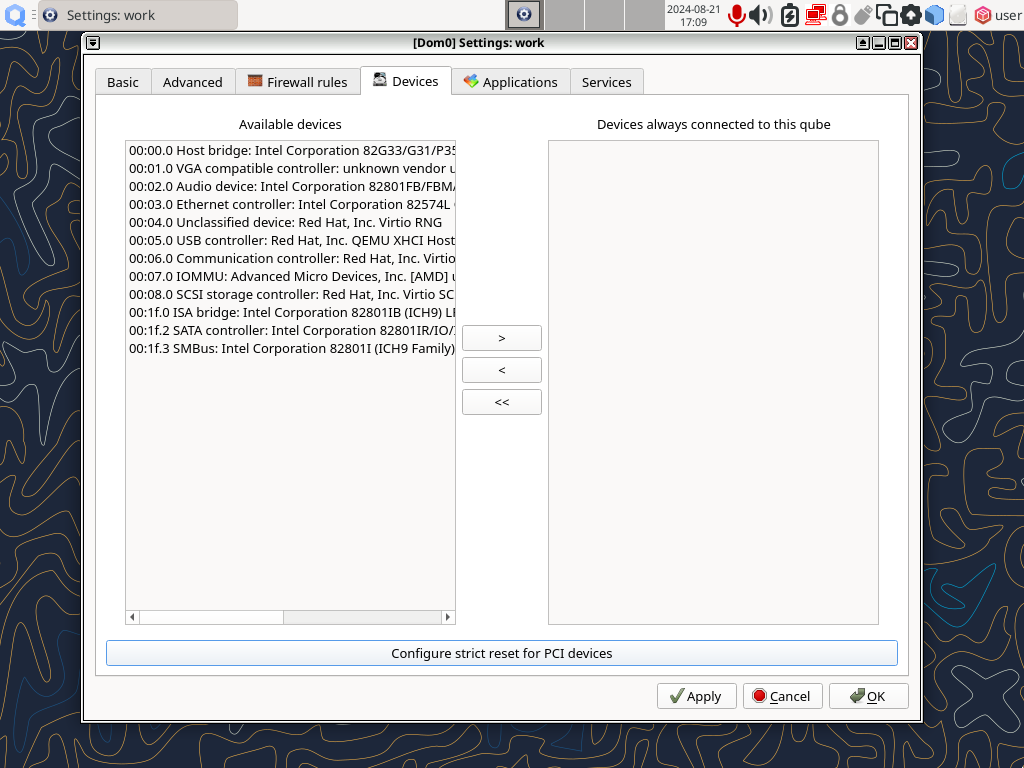 Settings: work
2024-08-21
17:09
user
[Dom0] Settings: work
Basic
Advanced
Firewall rules
Devices
Applications
Services
Available devices
Devices always connected to this qube
00:00.0 Host bridge: Intel Corporation 82G33/G31/P35
00:01.0 VGA compatible controller: unknown vendor
00:02.0 Audio device: Intel Corporation 82801FB/FBM/
00:03.0 Ethernet controller: Intel Corporation 82574L
00:04.0 Unclassified device: Red Hat, Inc. Virtio RNG
00:05.0 USB controller: Red Hat, Inc. QEMU XHCI Host
00:06.0 Communication controller: Red Hat, Inc. Virtio
00:07.0 IOMMU: Advanced Micro Devices, Inc. [AMD]
00:08.0 SCSI storage controller: Red Hat, Inc. Virtio SC
00:1f.0 ISA bridge: Intel Corporation 82801IB (ICH9)
00:1f.2 SATA controller: Intel Corporation 82801IR/IO/
00:1f.3 SMBus: Intel Corporation 82801I (ICH9 Family)
>
<
<<
Configure strict reset for PCI devices
Apply
Cancel
OK